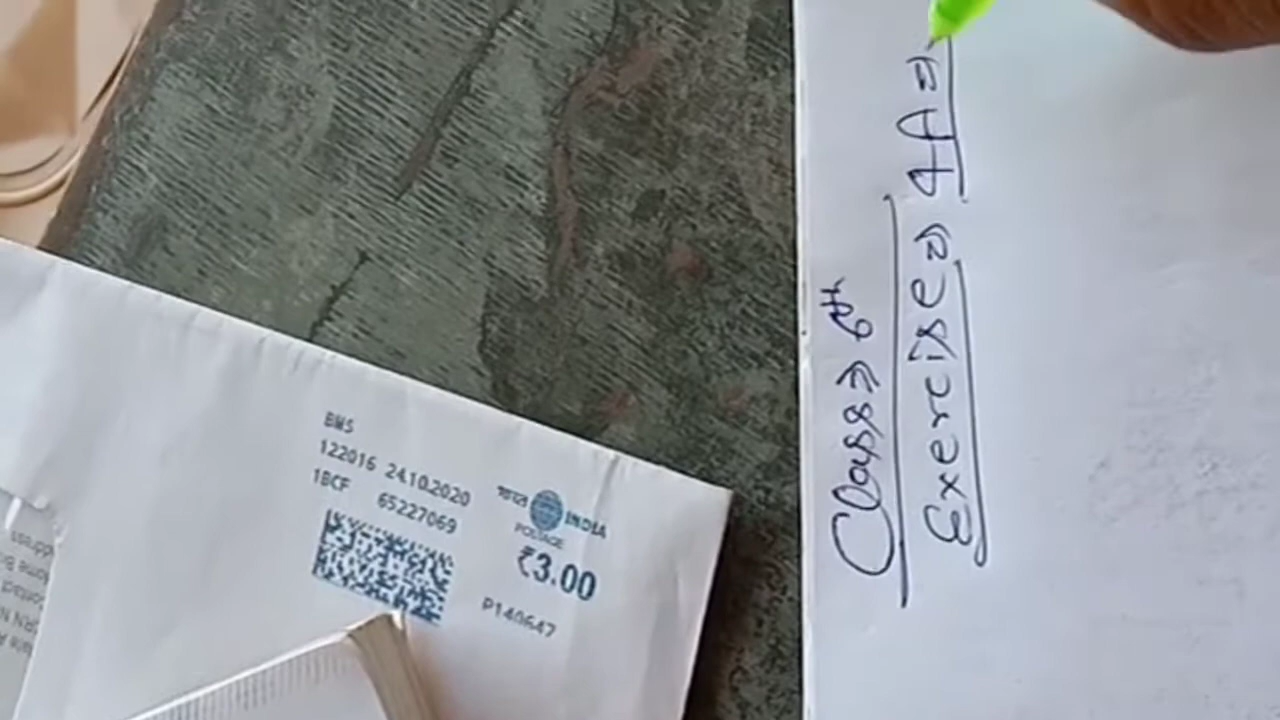 Class => 6th
Exercise => 4A =>
BMS
122016 24.10.2020
1BCF 65227069
भारत INDIA
POSTAGE
₹3.00
P140647